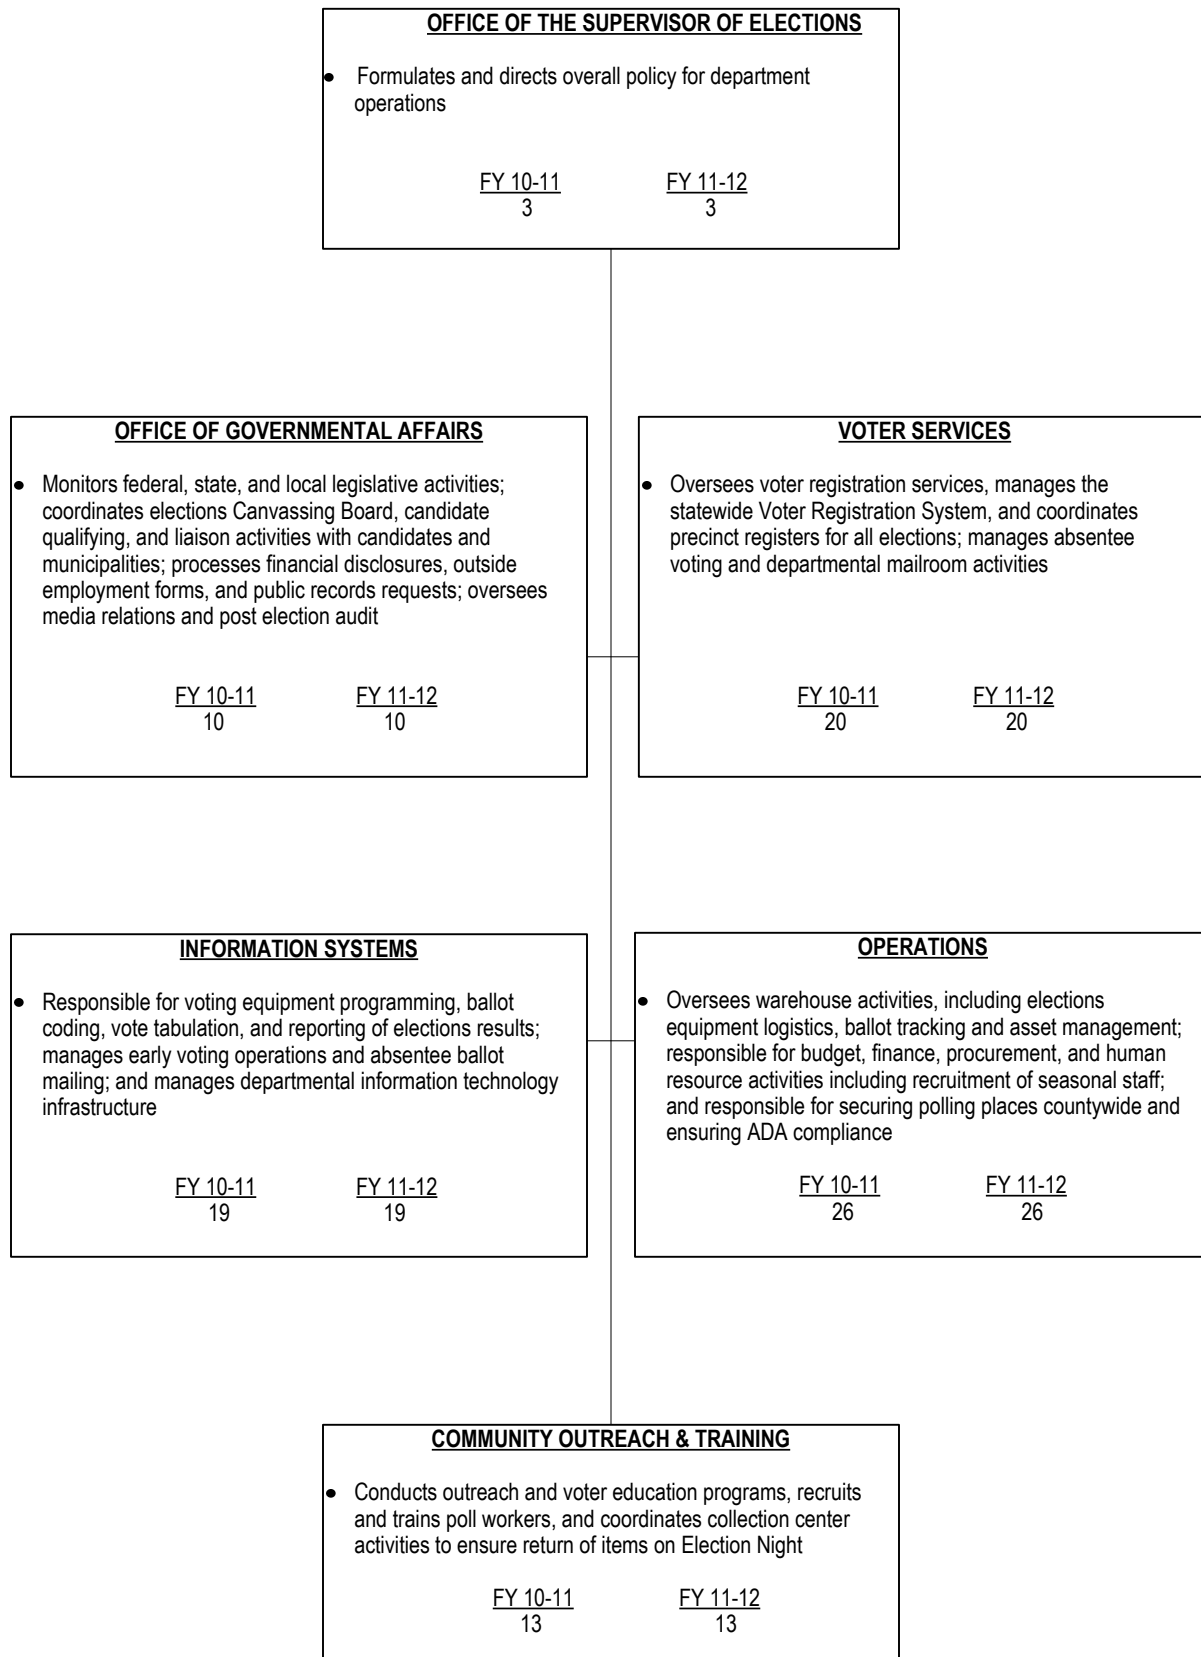 OFFICE OF THE SUPERVISOR OF ELECTIONS
• Formulates and directs overall policy for department
operations
FY 10-11 FY 11-12
3 3
OFFICE OF GOVERNMENTAL AFFAIRS
• Monitors federal, state, and local legislative activities;
coordinates elections Canvassing Board, candidate
qualifying, and liaison activities with candidates and
municipalities; processes financial disclosures, outside
employment forms, and public records requests; oversees
media relations and post election audit
FY 10-11 FY 11-12
10 10
VOTER SERVICES
• Oversees voter registration services, manages the
statewide Voter Registration System, and coordinates
precinct registers for all elections; manages absentee
voting and departmental mailroom activities
FY 10-11 FY 11-12
20 20
INFORMATION SYSTEMS
• Responsible for voting equipment programming, ballot
coding, vote tabulation, and reporting of elections results;
manages early voting operations and absentee ballot
mailing; and manages departmental information technology
infrastructure
FY 10-11 FY 11-12
19 19
OPERATIONS
• Oversees warehouse activities, including elections
equipment logistics, ballot tracking and asset management;
responsible for budget, finance, procurement, and human
resource activities including recruitment of seasonal staff;
and responsible for securing polling places countywide and
ensuring ADA compliance
FY 10-11 FY 11-12
26 26
COMMUNITY OUTREACH & TRAINING
• Conducts outreach and voter education programs, recruits
and trains poll workers, and coordinates collection center
activities to ensure return of items on Election Night
FY 10-11 FY 11-12
13 13